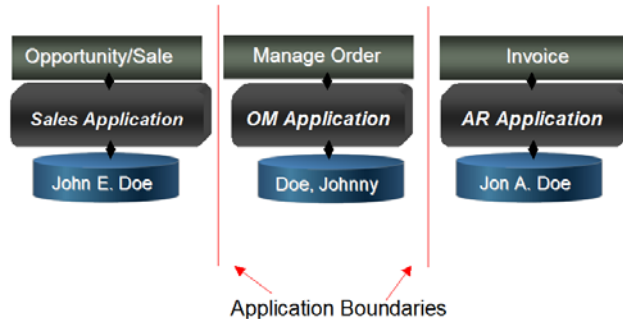 Opportunity/Sale
Manage Order
Invoice
Sales Application
OM Application
AR Application
John E. Doe
Doe, Johnny
Jon A. Doe
Application Boundaries